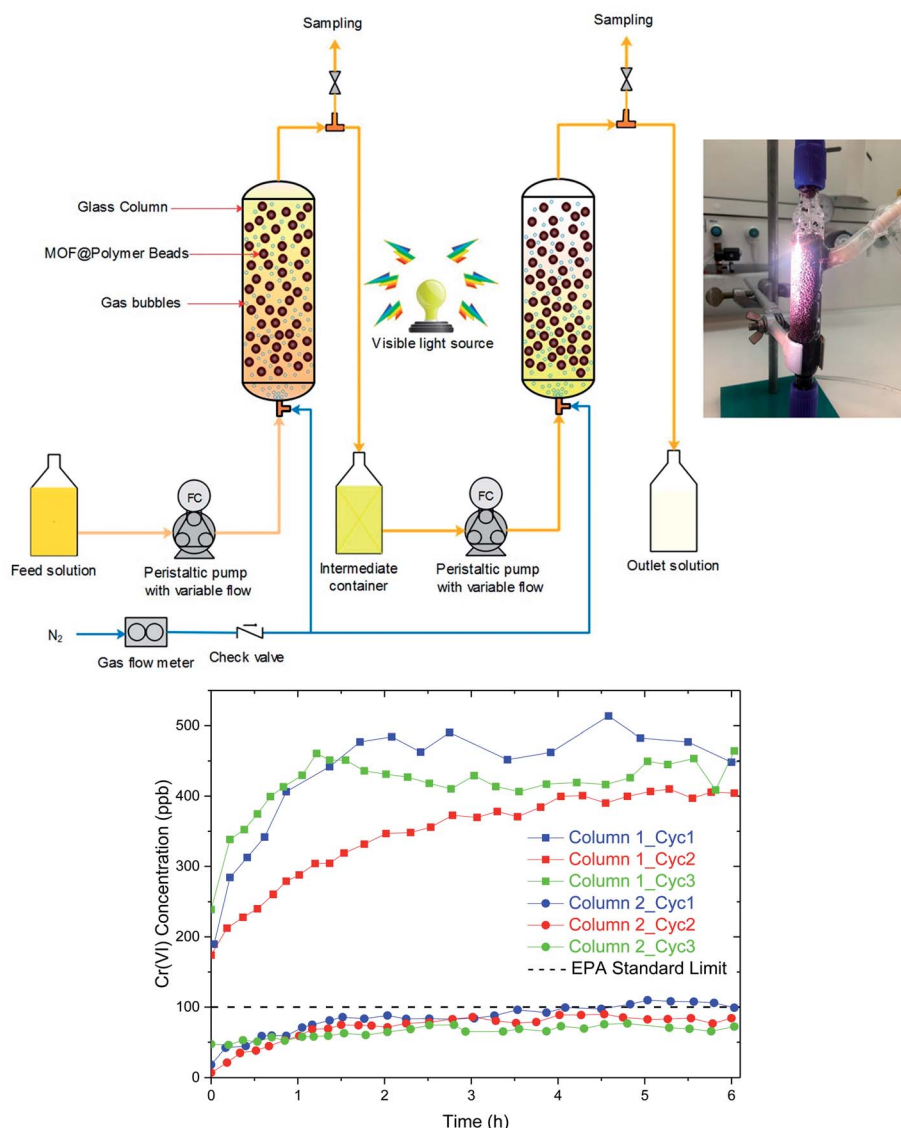 Sampling
Sampling
Glass Column
MOF@Polymer Beads
Gas bubbles
Visible light source
FC
FC
Feed solution
Peristaltic pump
with variable flow
Intermediate
container
Peristaltic pump
with variable flow
Outlet solution
N2
Gas flow meter
Check valve
Cr(VI) Concentration (ppb)
500
400
300
200
100
0
Column 1_Cyc1
Column 1_Cyc2
Column 1_Cyc3
Column 2_Cyc1
Column 2_Cyc2
Column 2_Cyc3
EPA Standard Limit
0 1 2 3 4 5 6
Time (h)